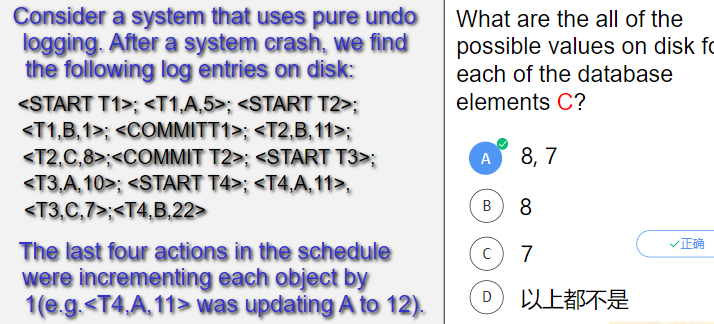 Consider a system that uses pure undo
logging. After a system crash, we find
the following log entries on disk:
<START T1>; <T1,A,5>; <START T2>;
<T1,B,1>; <COMMITT1>; <T2,B,11>;
<T2,C,8>;<COMMIT T2>; <START T3>;
<T3,A,10>; <START T4>; <T4,A,11>,
<T3,C,7>;<T4,B,22>
The last four actions in the schedule
were incrementing each object by
1(e.g.<T4,A,11> was updating A to 12).
What are the all of the
possible values on disk fo
each of the database
elements C?
A 8, 7
B 8
C 7
D 以上都不是
✓正确